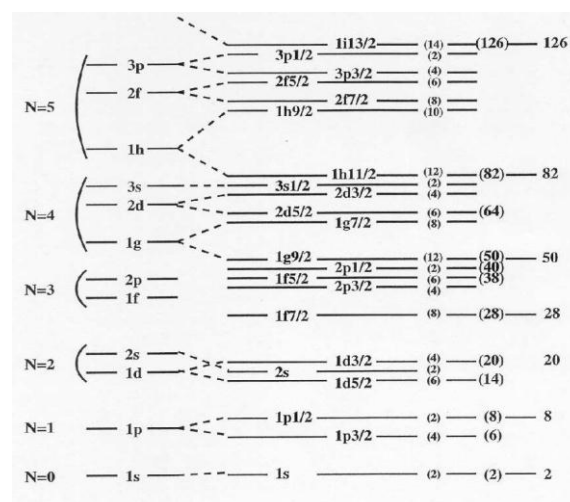 1i13/2 (14) (126) 126
3p1/2 (2)
3p 3p3/2 (4)
2f5/2 (6)
2f 2f7/2 (8)
N=5 1h9/2 (10)
1h
1h11/2 (12) (82) 82
3s 3s1/2 (2)
2d3/2 (4)
2d
N=4 2d5/2 (6) (64)
1g7/2 (8)
1g
1g9/2 (12) (50) 50
2p1/2 (2) (40)
2p 1f5/2 (6) (38)
N=3 2p3/2 (4)
1f
1f7/2 (8) (28) 28
2s
N=2 1d3/2 (4) (20) 20
1d 2s (2)
1d5/2 (6) (14)
1p1/2 (2) (8) 8
N=1 1p
1p3/2 (4) (6)
N=0 1s 1s (2) (2) 2